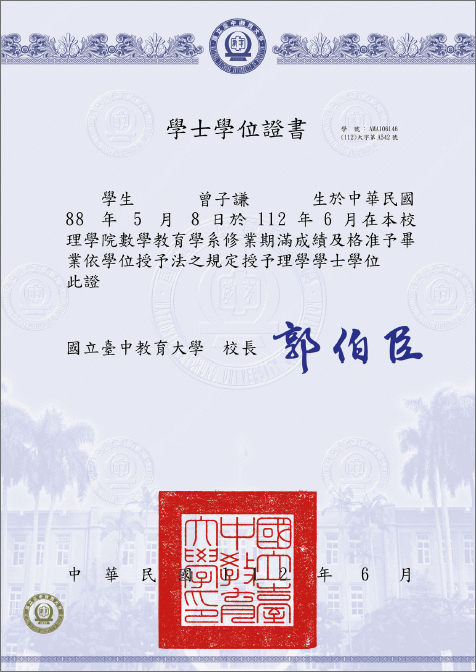 學士學位證書
學 號：AMA106146
(112)大字第A542號
學生 曾子謙 生於中華民國
88 年 5 月 8 日於 112 年 6 月在本校
理學院數學教育學系修業期滿成績及格准予畢
業依學位授予法之規定授予理學學士學位
此證
國立臺中教育大學 校長 郭伯臣
國立臺
中教育
大學印
中華民國 112 年 6 月